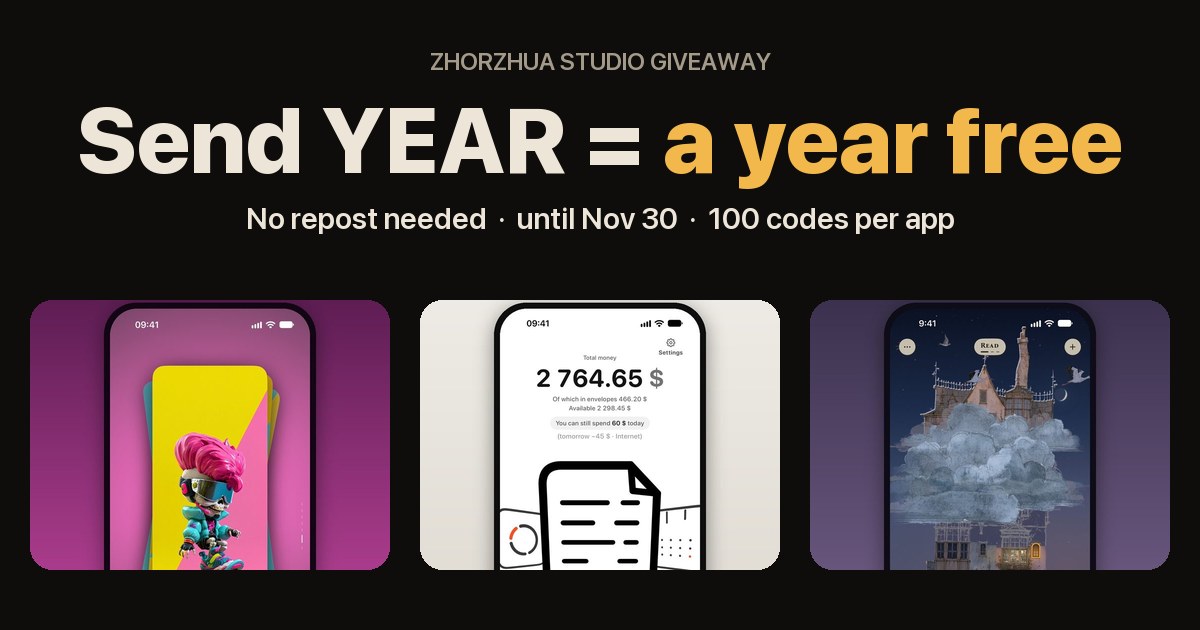 ZHORZHUA STUDIO GIVEAWAY
Send YEAR = a year free
No repost needed · until Nov 30 · 100 codes per app
09:41
09:41
Settings
Total money
2 764.65 $
Of which in envelopes 466.20 $
Available 2 298.45 $
You can still spend 60 $ today
(tomorrow ~45 $ · Internet)
9:41
READ